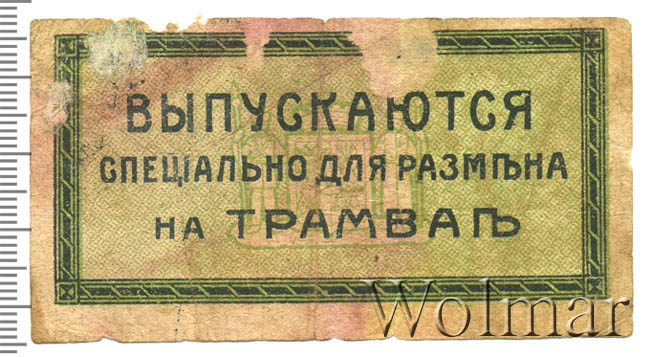 ВЫПУСКАЮТСЯ
СПЕЦІАЛЬНО ДЛЯ РАЗМѢНА
НА ТРАМВАѢ
Wolmar